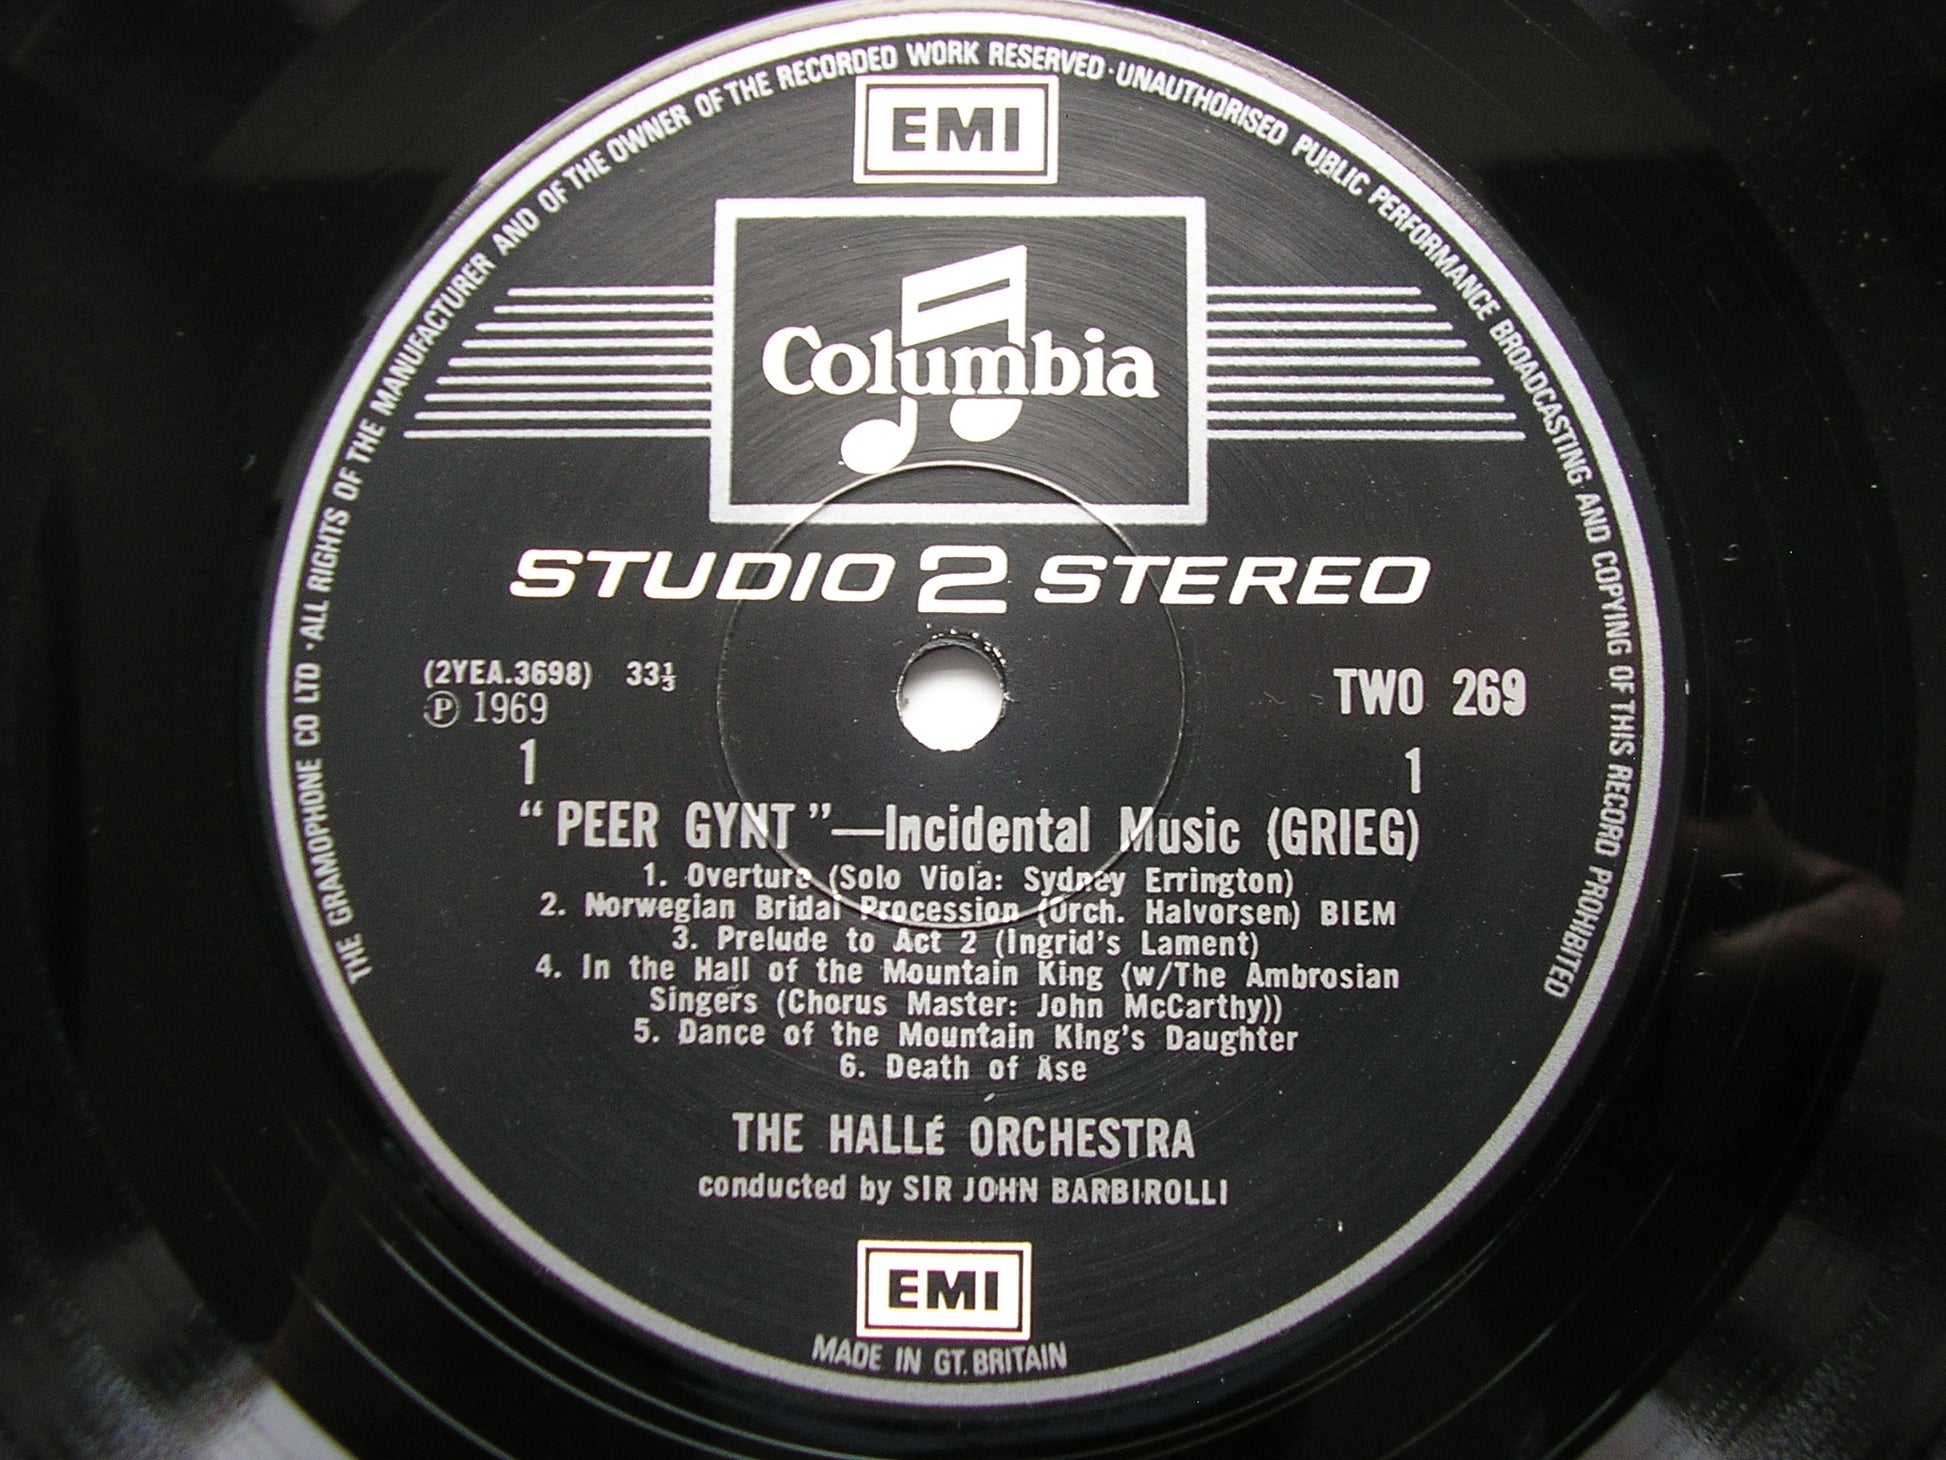 THE GRAMOPHONE CO LTD · ALL RIGHTS OF THE MANUFACTURER AND OF THE OWNER OF THE RECORDED WORK RESERVED · UNAUTHORISED PUBLIC PERFORMANCE BROADCASTING AND COPYING OF THIS RECORD PROHIBITED
EMI
Columbia
STUDIO 2 STEREO
(2YEA.3698) 33⅓
TWO 269
Ⓟ 1969
1 1
“PEER GYNT”—Incidental Music (GRIEG)
1. Overture (Solo Viola: Sydney Errington)
2. Norwegian Bridal Procession (Orch. Halvorsen) BIEM
3. Prelude to Act 2 (Ingrid's Lament)
4. In the Hall of the Mountain King (w/The Ambrosian
Singers (Chorus Master: John McCarthy))
5. Dance of the Mountain King's Daughter
6. Death of Åse
THE HALLÉ ORCHESTRA
conducted by SIR JOHN BARBIROLLI
EMI
MADE IN GT. BRITAIN